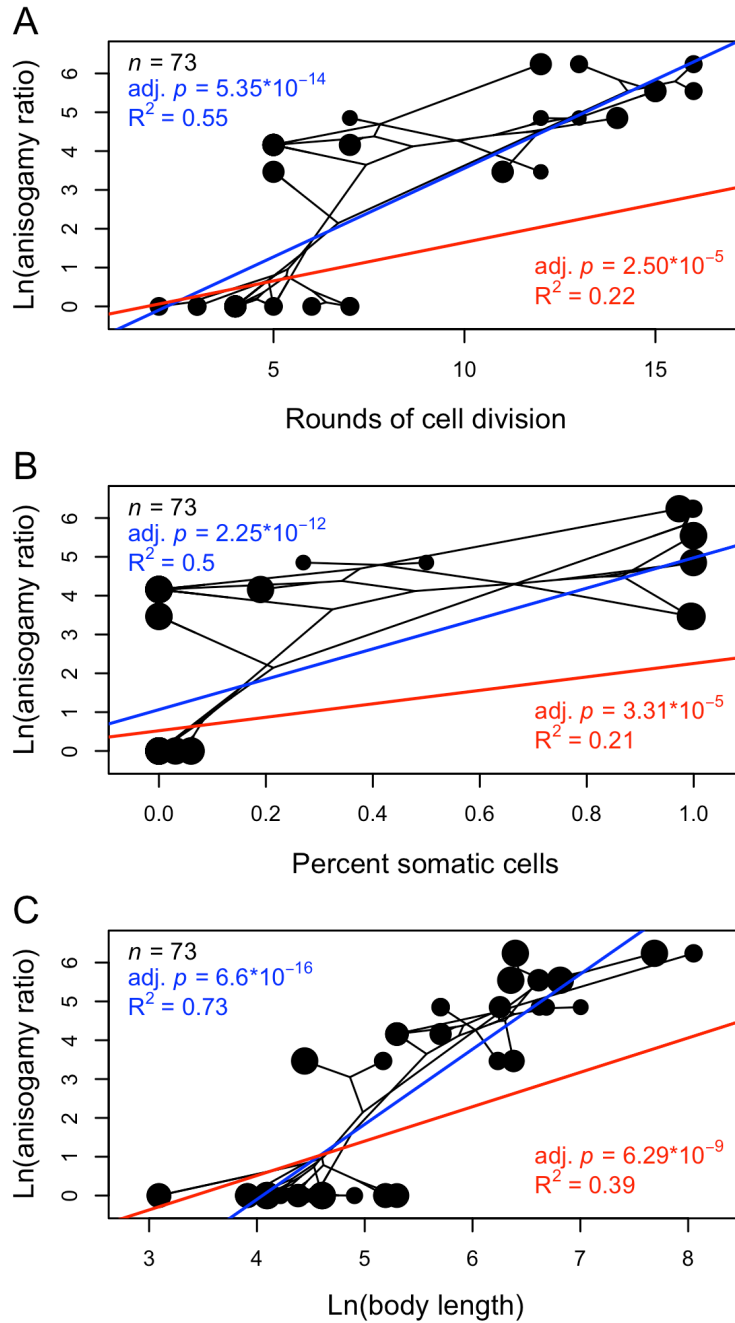 A
n = 73
adj. p = 5.35*10⁻¹⁴
R² = 0.55
adj. p = 2.50*10⁻⁵
R² = 0.22
Ln(anisogamy ratio)
0 1 2 3 4 5 6
5 10 15
Rounds of cell division
B
n = 73
adj. p = 2.25*10⁻¹²
R² = 0.5
adj. p = 3.31*10⁻⁵
R² = 0.21
Ln(anisogamy ratio)
0 1 2 3 4 5 6
0.0 0.2 0.4 0.6 0.8 1.0
Percent somatic cells
C
n = 73
adj. p = 6.6*10⁻¹⁶
R² = 0.73
adj. p = 6.29*10⁻⁹
R² = 0.39
Ln(anisogamy ratio)
0 1 2 3 4 5 6
3 4 5 6 7 8
Ln(body length)